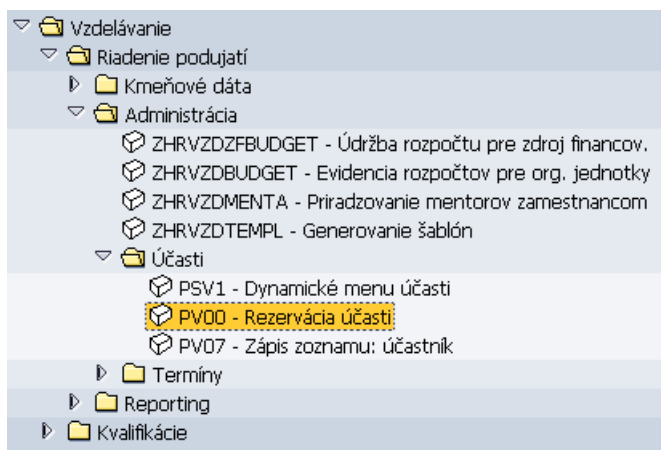 Vzdelávanie
Riadenie podujatí
Kmeňové dáta
Administrácia
ZHRVZDZFBUDGET - Údržba rozpočtu pre zdroj financov.
ZHRVZDBUDGET - Evidencia rozpočtov pre org. jednotky
ZHRVZDMENTA - Priradzovanie mentorov zamestnancom
ZHRVZDTEMPL - Generovanie šablón
Účasti
PSV1 - Dynamické menu účasti
PV00 - Rezervácia účasti
PV07 - Zápis zoznamu: účastník
Termíny
Reporting
Kvalifikácie